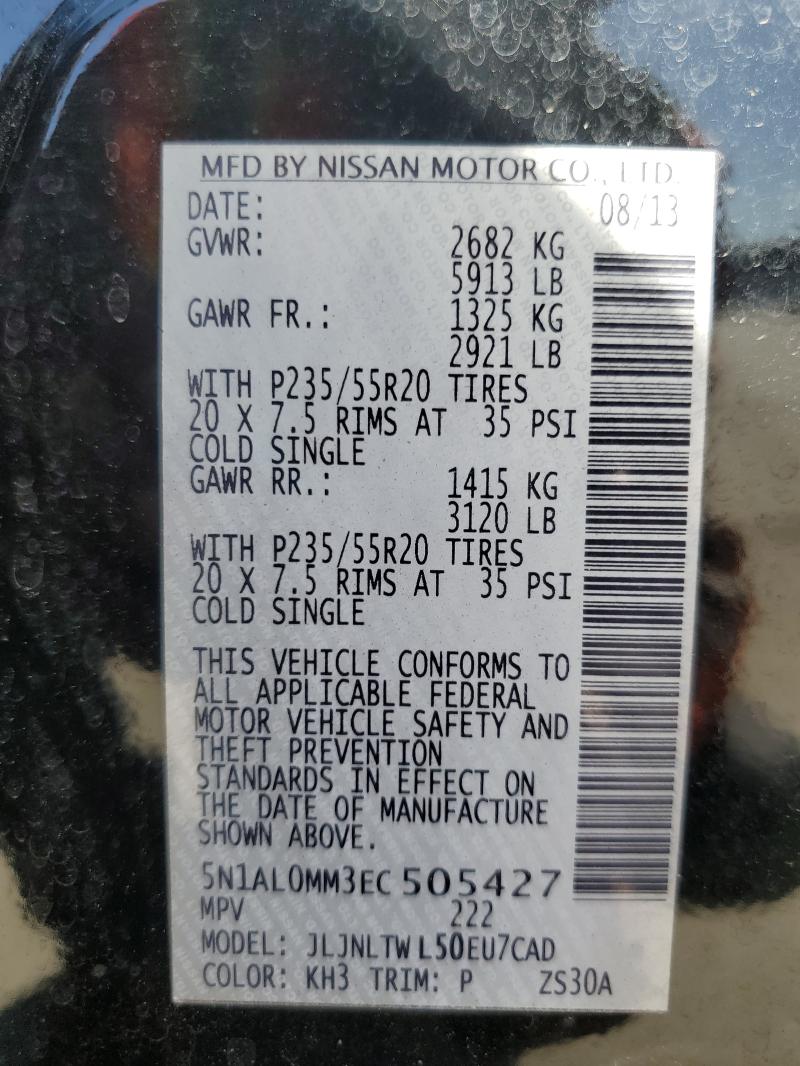 MFD BY NISSAN MOTOR CO., LTD.
DATE: 08/13
GVWR: 2682 KG
5913 LB
GAWR FR.: 1325 KG
2921 LB
WITH P235/55R20 TIRES
20 X 7.5 RIMS AT 35 PSI
COLD SINGLE
GAWR RR.: 1415 KG
3120 LB
WITH P235/55R20 TIRES
20 X 7.5 RIMS AT 35 PSI
COLD SINGLE
THIS VEHICLE CONFORMS TO
ALL APPLICABLE FEDERAL
MOTOR VEHICLE SAFETY AND
THEFT PREVENTION
STANDARDS IN EFFECT ON
THE DATE OF MANUFACTURE
SHOWN ABOVE.
5N1AL0MM3EC505427
MPV 222
MODEL: JLJNLTWL50EU7CAD
COLOR: KH3 TRIM: P ZS30A